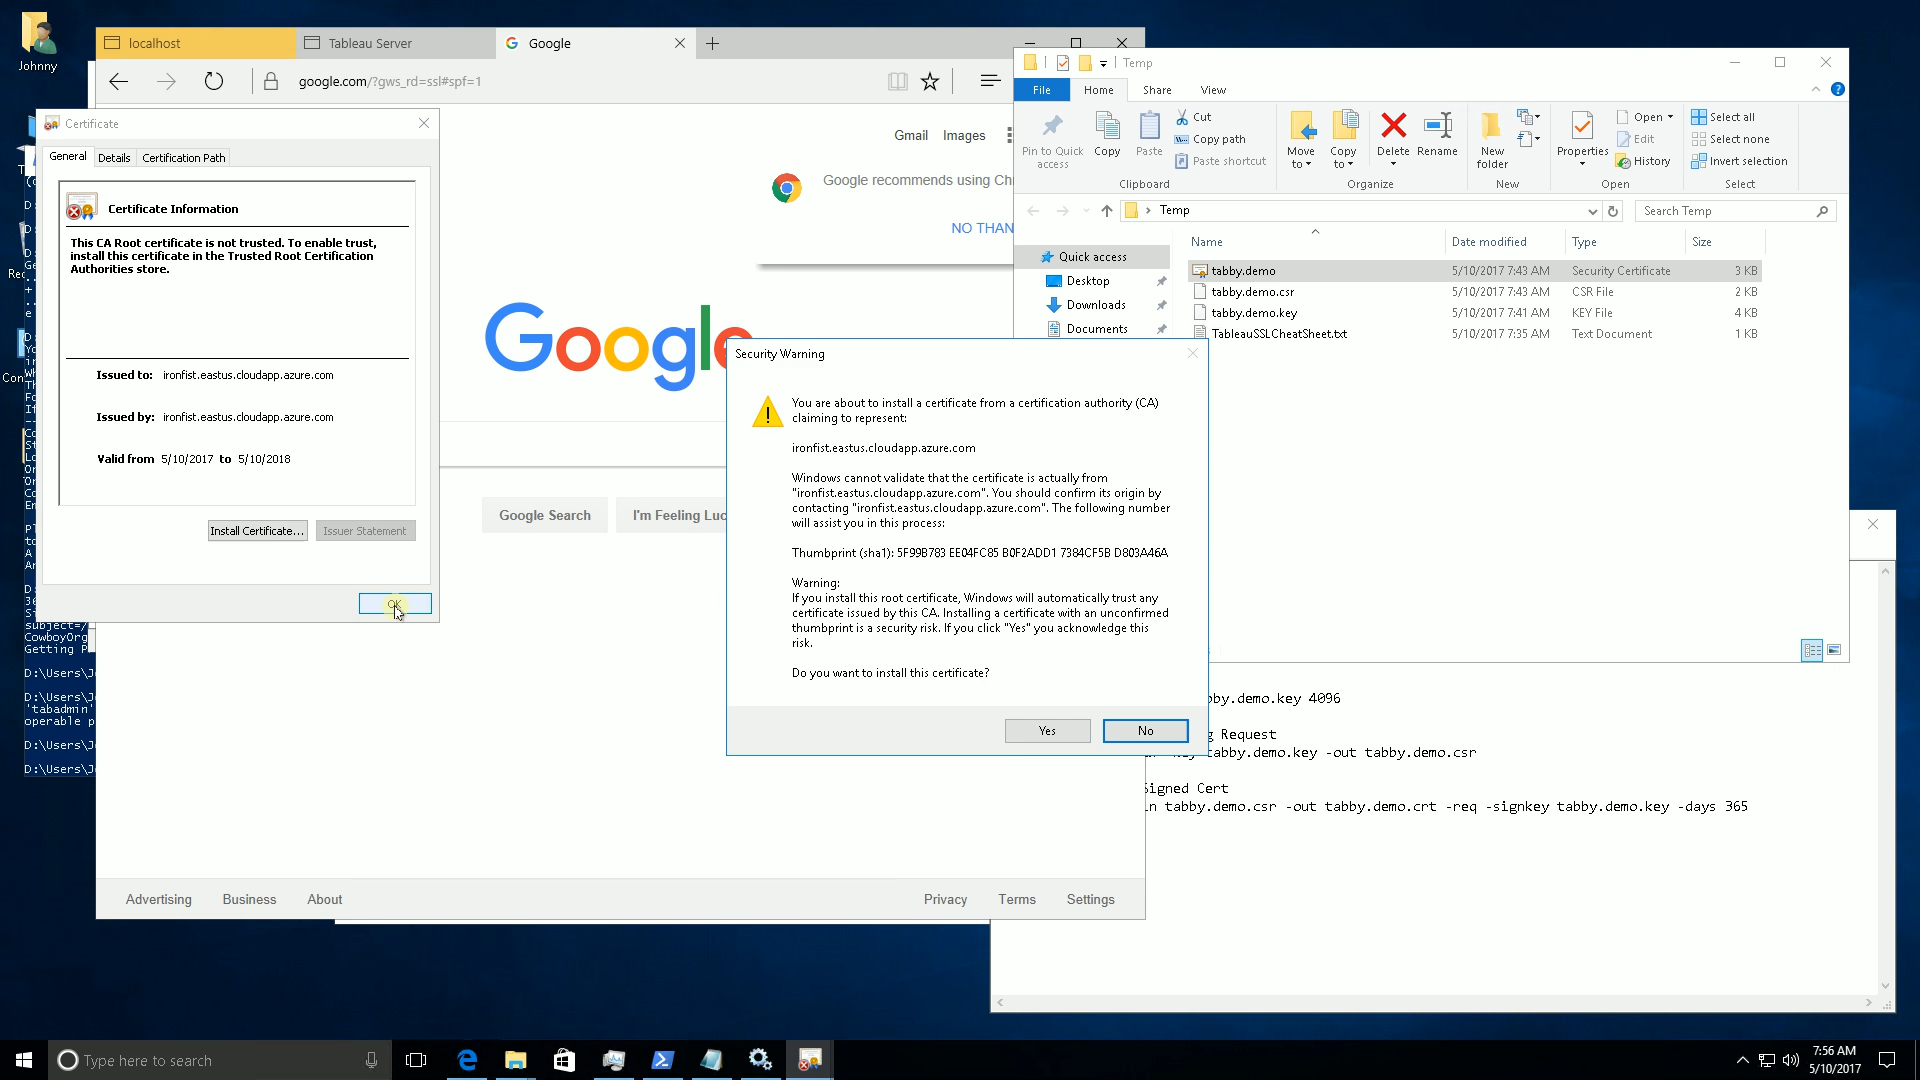 Johnny
localhost
Tableau Server
Google
google.com/?gws_rd=ssl#spf=1
Gmail Images
Google recommends using Ch
NO THAN
Google
Google Search
I'm Feeling Luc
Advertising Business About
Privacy Terms Settings
Certificate
General Details Certification Path
Certificate Information
This CA Root certificate is not trusted. To enable trust,
install this certificate in the Trusted Root Certification
Authorities store.
Issued to: ironfist.eastus.cloudapp.azure.com
Issued by: ironfist.eastus.cloudapp.azure.com
Valid from 5/10/2017 to 5/10/2018
Install Certificate... Issuer Statement
OK
subject=/
CowboyOrg
Getting P
D:\Users\J
D:\Users\J
'tabadmin'
operable p
D:\Users\J
D:\Users\J
Temp
File Home Share View
Pin to Quick
access
Copy
Paste
Cut
Copy path
Paste shortcut
Clipboard
Move
to
Copy
to
Delete
Rename
Organize
New
folder
New
Properties
Open
Edit
History
Open
Select all
Select none
Invert selection
Select
Temp
Search Temp
Quick access
Desktop
Downloads
Documents
Name Date modified Type Size
tabby.demo 5/10/2017 7:43 AM Security Certificate 3 KB
tabby.demo.csr 5/10/2017 7:43 AM CSR File 2 KB
tabby.demo.key 5/10/2017 7:41 AM KEY File 4 KB
TableauSSLCheatSheet.txt 5/10/2017 7:35 AM Text Document 1 KB
Security Warning
You are about to install a certificate from a certification authority (CA)
claiming to represent:
ironfist.eastus.cloudapp.azure.com
Windows cannot validate that the certificate is actually from
"ironfist.eastus.cloudapp.azure.com". You should confirm its origin by
contacting "ironfist.eastus.cloudapp.azure.com". The following number
will assist you in this process:
Thumbprint (sha1): 5F99B783 EE04FC85 B0F2ADD1 7384CF5B D803A46A
Warning:
If you install this root certificate, Windows will automatically trust any
certificate issued by this CA. Installing a certificate with an unconfirmed
thumbprint is a security risk. If you click "Yes" you acknowledge this
risk.
Do you want to install this certificate?
Yes No
by.demo.key 4096
g Request
tabby.demo.key -out tabby.demo.csr
Signed Cert
in tabby.demo.csr -out tabby.demo.crt -req -signkey tabby.demo.key -days 365
Type here to search
7:56 AM
5/10/2017